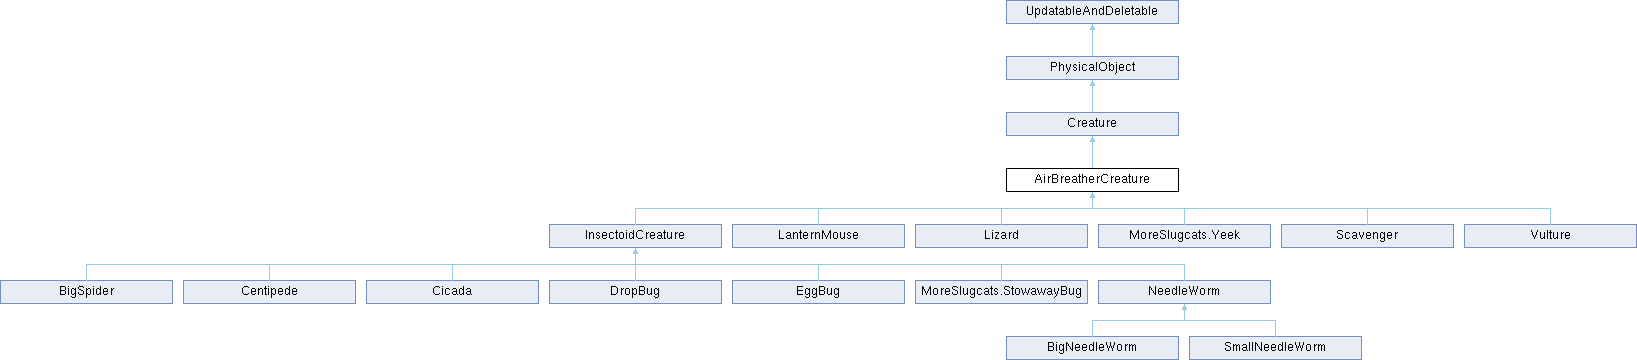 UpdatableAndDeletable
PhysicalObject
Creature
AirBreatherCreature
InsectoidCreature
LanternMouse
Lizard
MoreSlugcats.Yeek
Scavenger
Vulture
BigSpider
Centipede
Cicada
DropBug
EggBug
MoreSlugcats.StowawayBug
NeedleWorm
BigNeedleWorm
SmallNeedleWorm